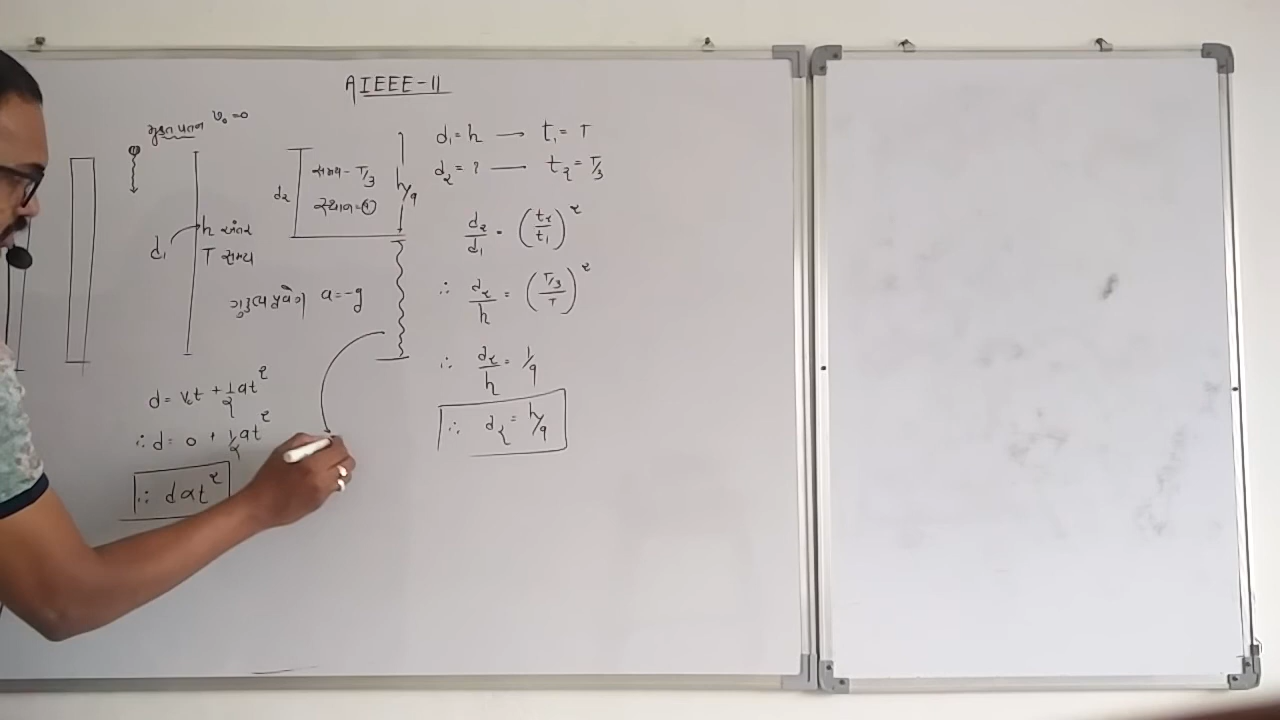 AIEEE-11
મુક્ત પતન v₀=0
d₁
h અંતર
T સમય
d₂
સમય- T/3
સ્થાન-?
h/9
ગુરુત્વપ્રવેગ a=-g
d = v₀t + 1/2 at²
∴ d = 0 + 1/2 at²
∴ d α t²
d₁ = h → t₁ = T
d₂ = ? — t₂ = T/3
d₂/d₁ = (t₂/t₁)²
∴ d₂/h = (T/3/T)²
∴ d₂/h = 1/9
∴ d₂ = h/9